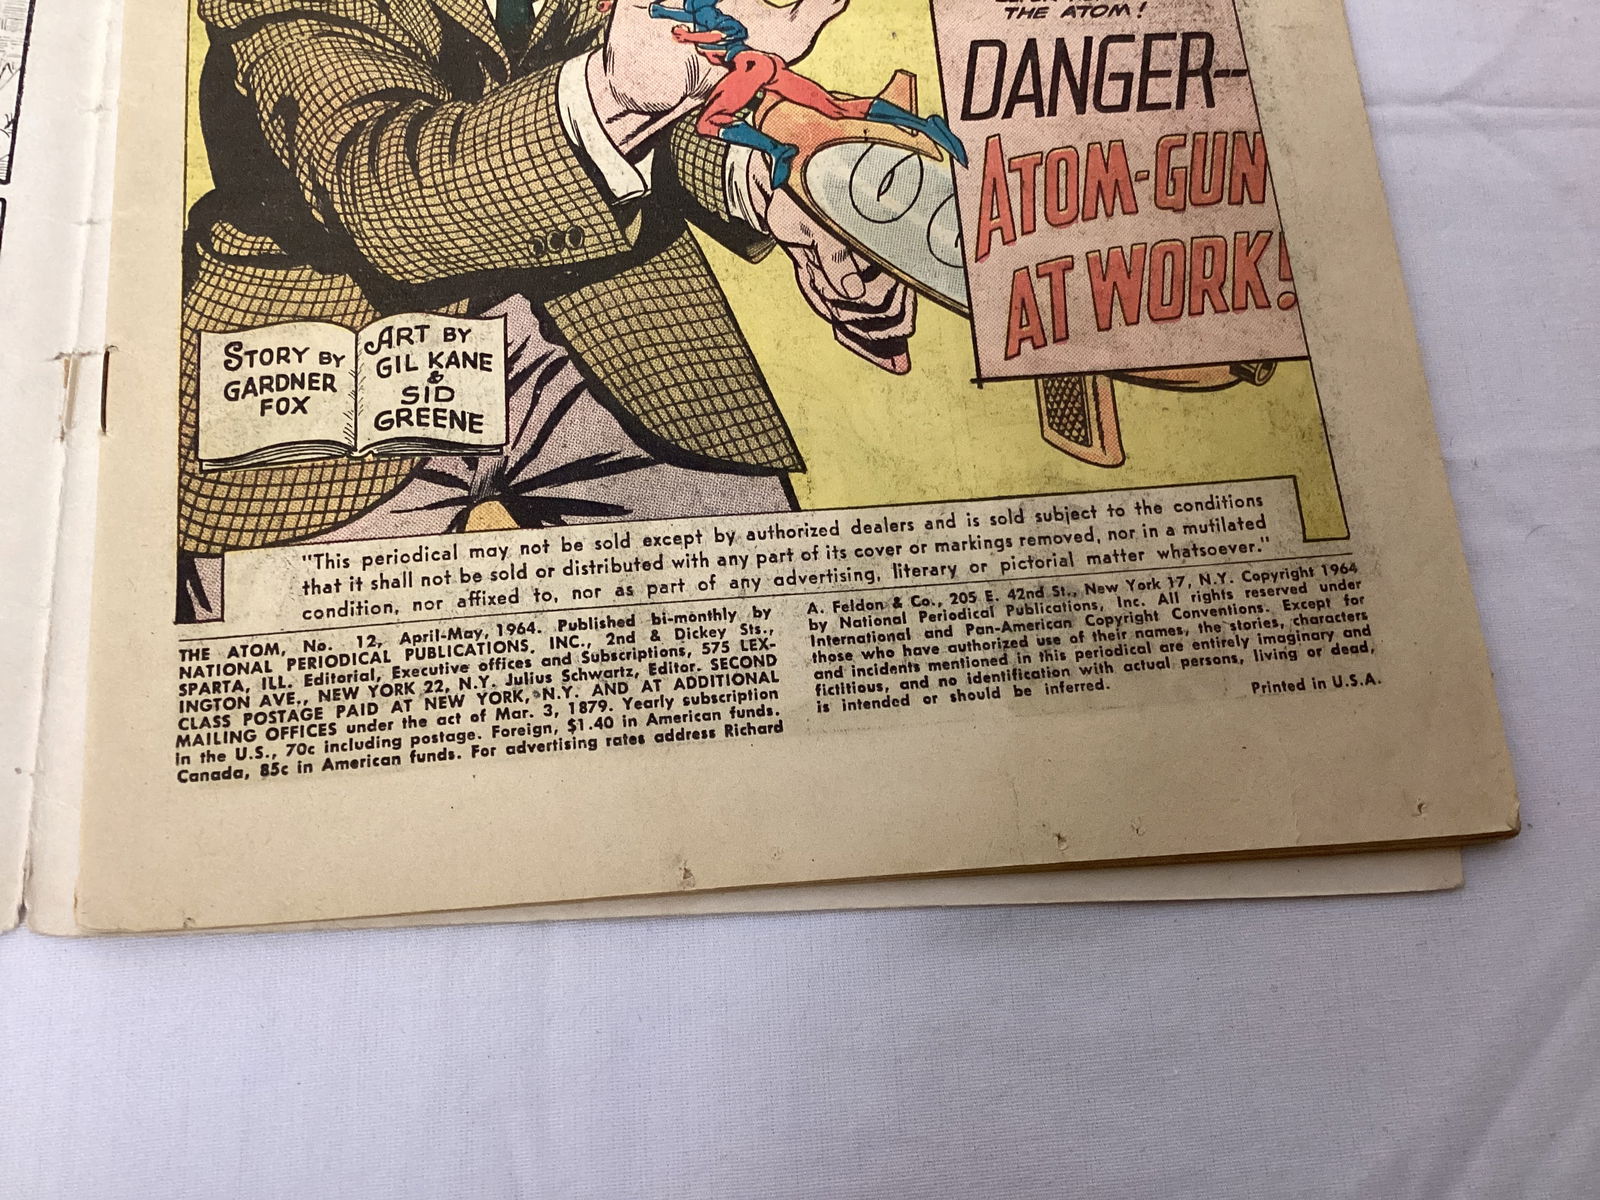 THE ATOM!
DANGER--
ATOM-GUN
AT WORK!
STORY BY
GARDNER
FOX
ART BY
GIL KANE
&
SID
GREENE
"This periodical may not be sold except by authorized dealers and is sold subject to the conditions
that it shall not be sold or distributed with any part of its cover or markings removed, nor in a mutilated
condition, nor affixed to, nor as part of any advertising, literary or pictorial matter whatsoever."
THE ATOM, No. 12, April-May, 1964. Published bi-monthly by
NATIONAL PERIODICAL PUBLICATIONS, INC., 2nd & Dickey Sts.,
SPARTA, ILL. Editorial, Executive offices and Subscriptions, 575 LEX-
INGTON AVE., NEW YORK 22, N.Y. Julius Schwartz, Editor. SECOND
CLASS POSTAGE PAID AT NEW YORK, N.Y. AND AT ADDITIONAL
MAILING OFFICES under the act of Mar. 3, 1879. Yearly subscription
in the U.S., 70c including postage. Foreign, $1.40 in American funds.
Canada, 85c in American funds. For advertising rates address Richard
A. Feldon & Co., 205 E. 42nd St., New York 17, N.Y. Copyright 1964
by National Periodical Publications, Inc. All rights reserved under
International and Pan-American Copyright Conventions. Except for
those who have authorized use of their names, the stories, characters
and incidents mentioned in this periodical are entirely imaginary and
fictitious, and no identification with actual persons, living or dead,
is intended or should be inferred.
Printed in U.S.A.